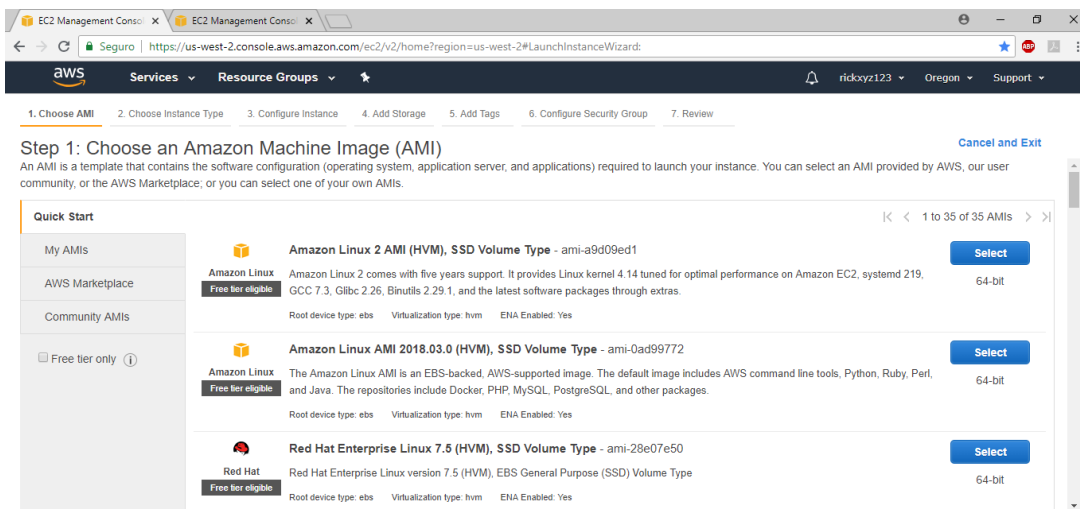 EC2 Management Consol
EC2 Management Consol
Seguro
https://us-west-2.console.aws.amazon.com/ec2/v2/home?region=us-west-2#LaunchInstanceWizard:
ABP
aws
Services
Resource Groups
rickxyz123
Oregon
Support
1. Choose AMI
2. Choose Instance Type
3. Configure Instance
4. Add Storage
5. Add Tags
6. Configure Security Group
7. Review
Step 1: Choose an Amazon Machine Image (AMI)
Cancel and Exit
An AMI is a template that contains the software configuration (operating system, application server, and applications) required to launch your instance. You can select an AMI provided by AWS, our user
community, or the AWS Marketplace; or you can select one of your own AMIs.
Quick Start
1 to 35 of 35 AMIs
My AMIs
AWS Marketplace
Community AMIs
Free tier only
Amazon Linux
Free tier eligible
Amazon Linux 2 AMI (HVM), SSD Volume Type - ami-a9d09ed1
Amazon Linux 2 comes with five years support. It provides Linux kernel 4.14 tuned for optimal performance on Amazon EC2, systemd 219,
GCC 7.3, Glibc 2.26, Binutils 2.29.1, and the latest software packages through extras.
Root device type: ebs Virtualization type: hvm ENA Enabled: Yes
Select
64-bit
Amazon Linux
Free tier eligible
Amazon Linux AMI 2018.03.0 (HVM), SSD Volume Type - ami-0ad99772
The Amazon Linux AMI is an EBS-backed, AWS-supported image. The default image includes AWS command line tools, Python, Ruby, Perl,
and Java. The repositories include Docker, PHP, MySQL, PostgreSQL, and other packages.
Root device type: ebs Virtualization type: hvm ENA Enabled: Yes
Select
64-bit
Red Hat
Free tier eligible
Red Hat Enterprise Linux 7.5 (HVM), SSD Volume Type - ami-28e07e50
Red Hat Enterprise Linux version 7.5 (HVM), EBS General Purpose (SSD) Volume Type
Root device type: ebs Virtualization type: hvm ENA Enabled: Yes
Select
64-bit